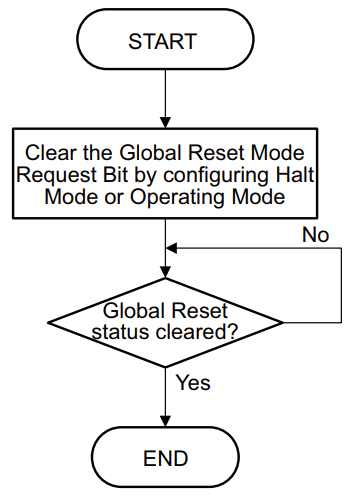 START
Clear the Global Reset Mode
Request Bit by configuring Halt
Mode or Operating Mode
No
Global Reset
status cleared?
Yes
END